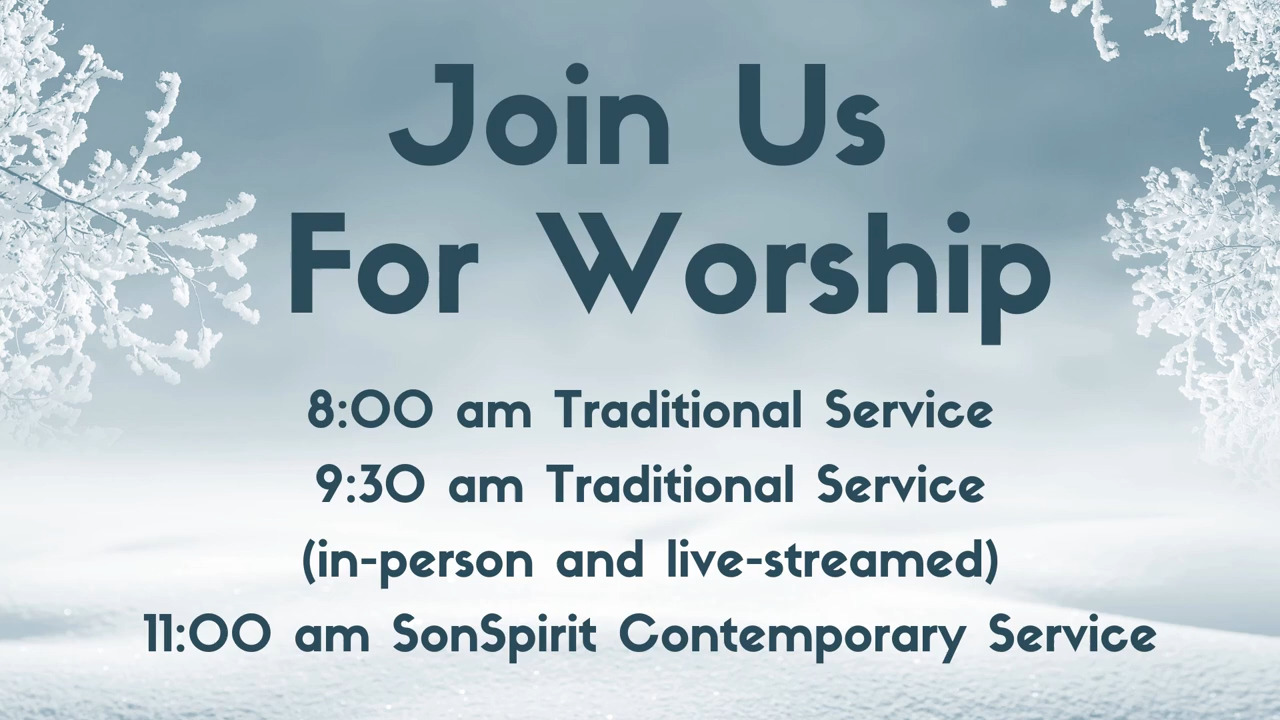 Join Us
For Worship
8:00 am Traditional Service
9:30 am Traditional Service
(in-person and live-streamed)
11:00 am SonSpirit Contemporary Service